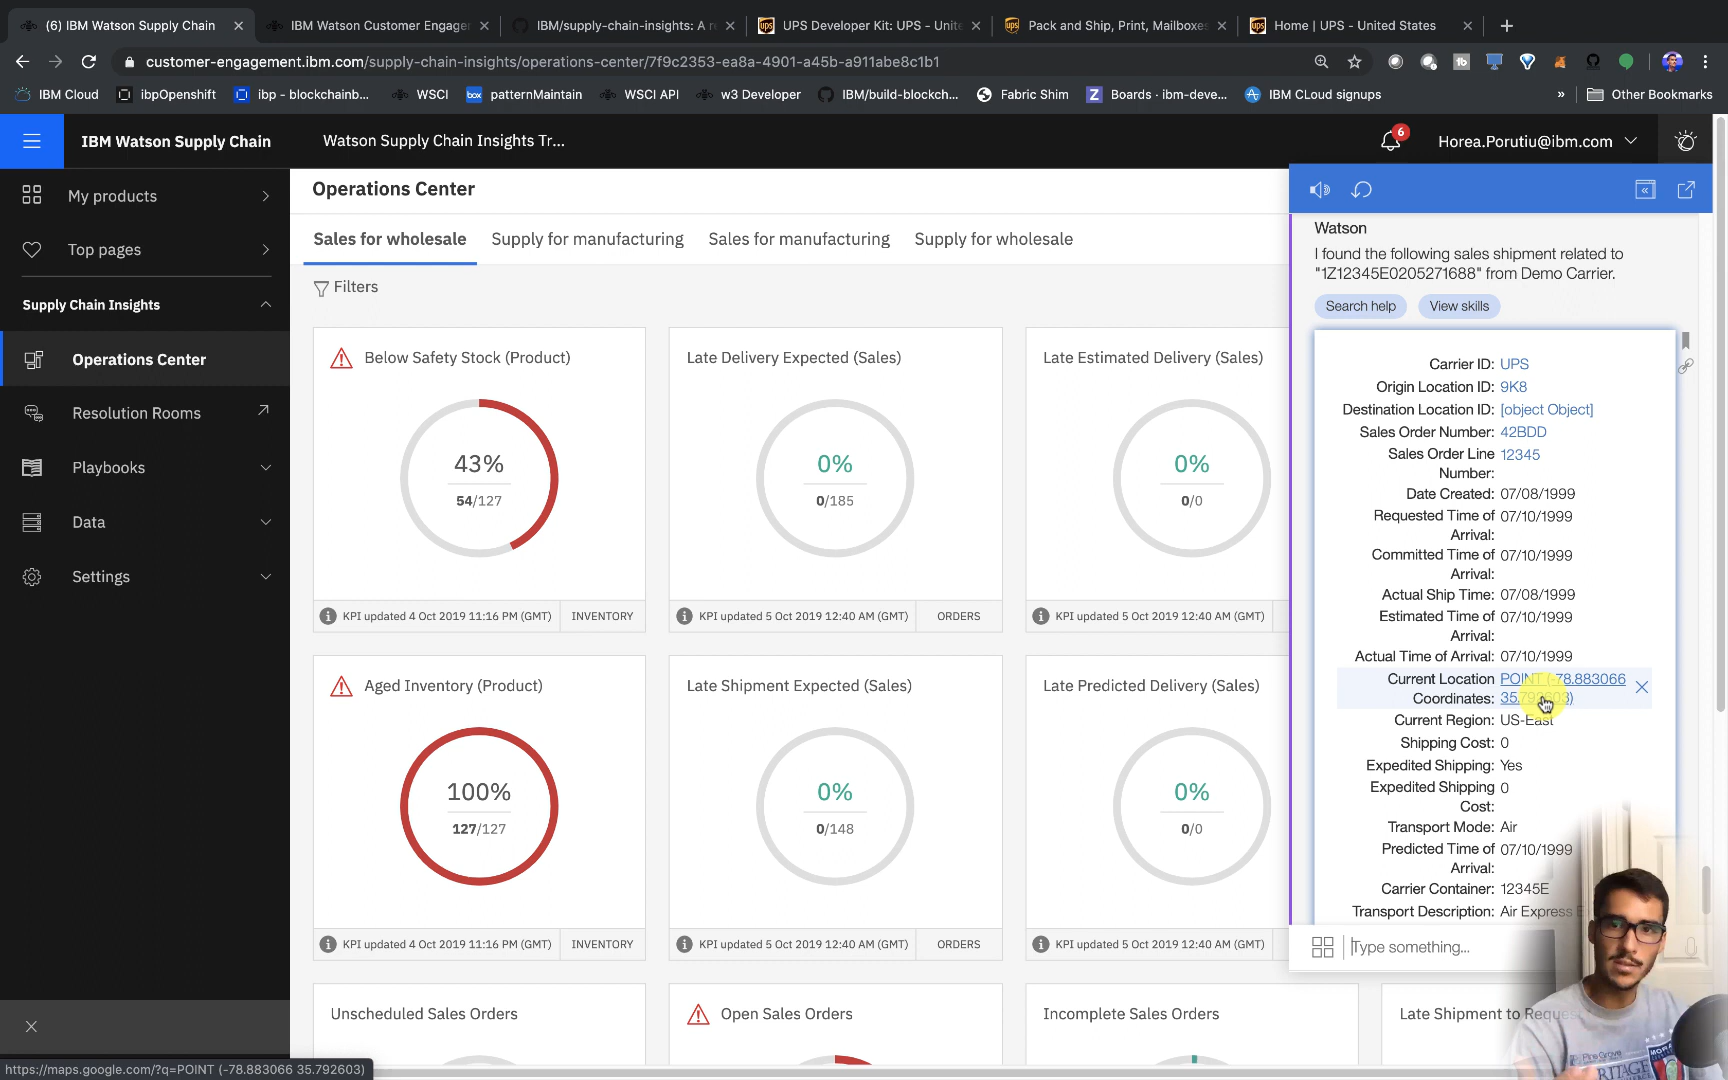 (6) IBM Watson Supply Chain
IBM Watson Customer Engagem
IBM/supply-chain-insights: A r
UPS Developer Kit: UPS - Unite
Pack and Ship, Print, Mailboxes
Home | UPS - United States
customer-engagement.ibm.com/supply-chain-insights/operations-center/7f9c2353-ea8a-4901-a45b-a911abe8c1b1
IBM Cloud
ibpOpenshift
ibp - blockchainb...
WSCI
box
patternMaintain
WSCI API
w3 Developer
IBM/build-blockch...
Fabric Shim
Z
Boards · ibm-deve...
IBM CLoud signups
»
Other Bookmarks
IBM Watson Supply Chain
Watson Supply Chain Insights Tr...
6
Horea.Porutiu@ibm.com
My products
Top pages
Supply Chain Insights
Operations Center
Resolution Rooms
Playbooks
Data
Settings
Operations Center
Sales for wholesale
Supply for manufacturing
Sales for manufacturing
Supply for wholesale
Filters
Below Safety Stock (Product)
43%
54/127
KPI updated 4 Oct 2019 11:16 PM (GMT)
INVENTORY
Late Delivery Expected (Sales)
0%
0/185
KPI updated 5 Oct 2019 12:40 AM (GMT)
ORDERS
Late Estimated Delivery (Sales)
0%
0/0
KPI updated 5 Oct 2019 12:40 AM (GMT)
Aged Inventory (Product)
100%
127/127
KPI updated 4 Oct 2019 11:16 PM (GMT)
INVENTORY
Late Shipment Expected (Sales)
0%
0/148
KPI updated 5 Oct 2019 12:40 AM (GMT)
ORDERS
Late Predicted Delivery (Sales)
0%
0/0
KPI updated 5 Oct 2019 12:40 AM (GMT)
Unscheduled Sales Orders
Open Sales Orders
Incomplete Sales Orders
Late Shipment to Reque
Watson
I found the following sales shipment related to
"1Z12345E0205271688" from Demo Carrier.
Search help
View skills
Carrier ID: UPS
Origin Location ID: 9K8
Destination Location ID: [object Object]
Sales Order Number: 42BDD
Sales Order Line 12345
Number:
Date Created: 07/08/1999
Requested Time of 07/10/1999
Arrival:
Committed Time of 07/10/1999
Arrival:
Actual Ship Time: 07/08/1999
Estimated Time of 07/10/1999
Arrival:
Actual Time of Arrival: 07/10/1999
Current Location POINT (-78.883066
Coordinates: 35.792603)
Current Region: US-East
Shipping Cost: 0
Expedited Shipping: Yes
Expedited Shipping 0
Cost:
Transport Mode: Air
Predicted Time of 07/10/1999
Arrival:
Carrier Container: 12345E
Transport Description: Air Express
Type something...
Pine Grove
HERITAGE
https://maps.google.com/?q=POINT (-78.883066 35.792603)